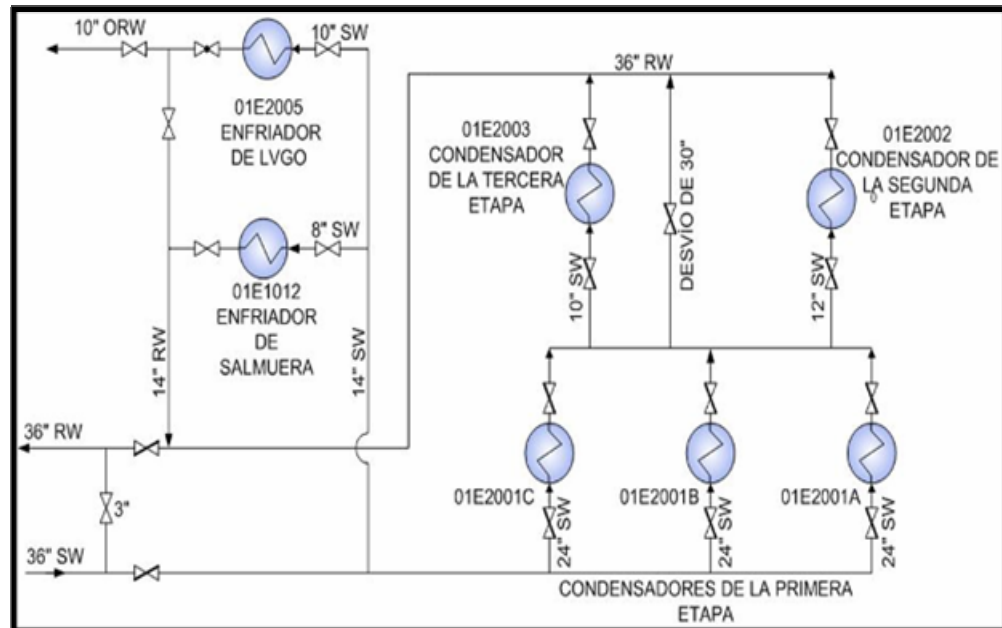 10" ORW
10" SW
36" RW
01E2005
ENFRIADOR
DE LVGO
01E2003
CONDENSADOR
DE LA TERCERA
ETAPA
01E2002
CONDENSADOR DE
LA SEGUNDA
ETAPA
0
DESVIO DE 30"
8" SW
10" SW
12" SW
01E1012
ENFRIADOR
DE
SALMUERA
14" RW
14" SW
36" RW
3"
36" SW
01E2001C
01E2001B
01E2001A
24" SW
24" SW
24" SW
CONDENSADORES DE LA PRIMERA
ETAPA